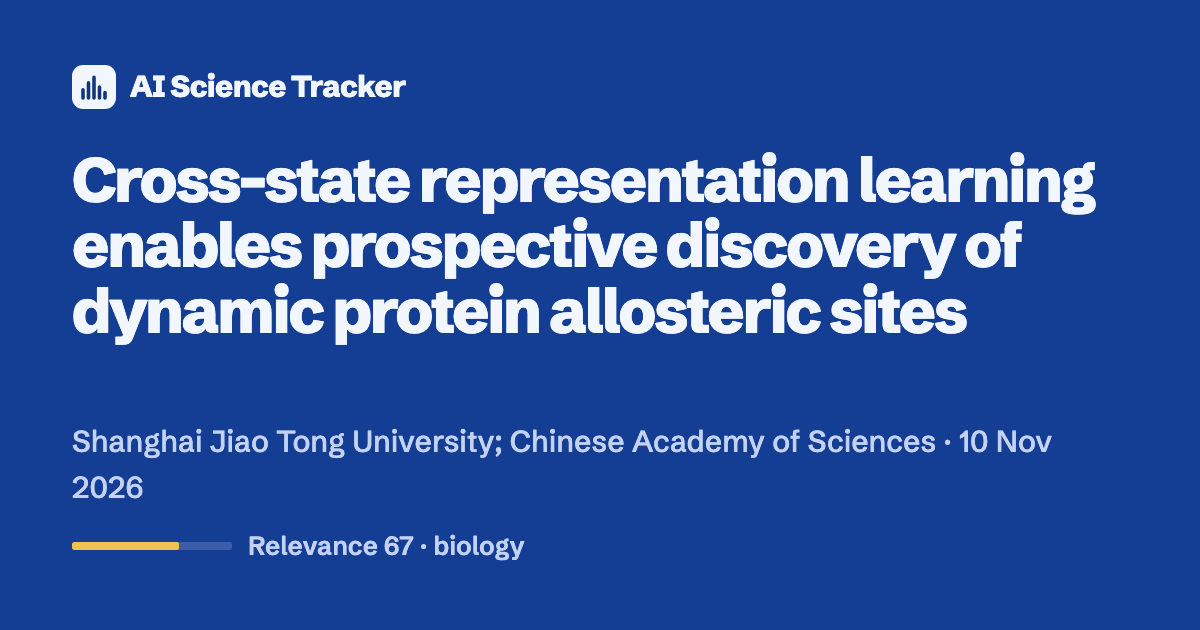 AI Science Tracker
Cross-state representation learning
enables prospective discovery of
dynamic protein allosteric sites
Shanghai Jiao Tong University; Chinese Academy of Sciences · 10 Nov
2026
Relevance 67 · biology